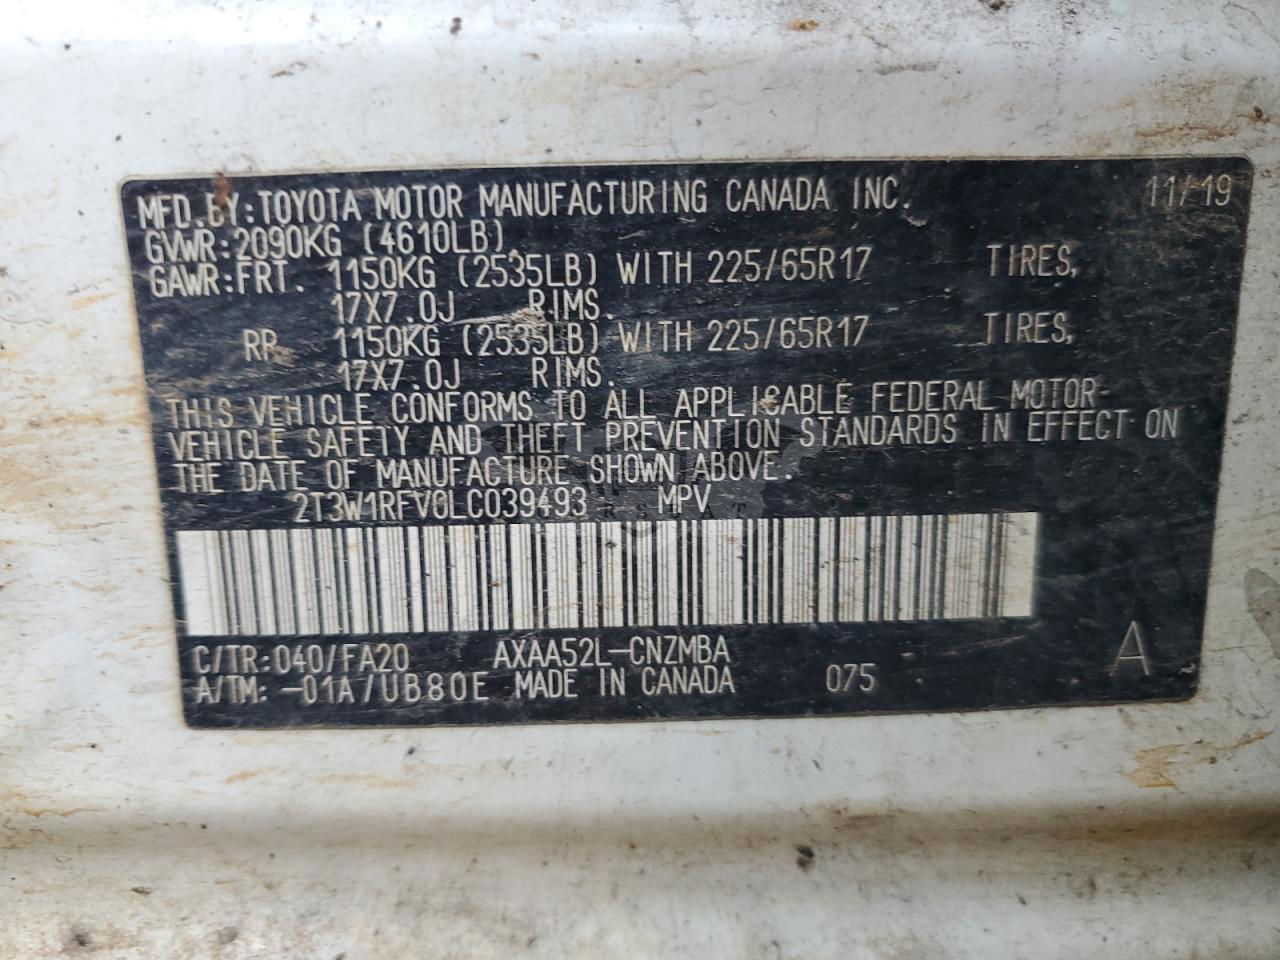 MFD. BY: TOYOTA MOTOR MANUFACTURING CANADA INC. 11/19
GVWR: 2090KG (4610LB)
GAWR: FRT. 1150KG (2535LB) WITH 225/65R17 TIRES,
17X7.0J RIMS.
RR. 1150KG (2535LB) WITH 225/65R17 TIRES,
17X7.0J RIMS.
THIS VEHICLE CONFORMS TO ALL APPLICABLE FEDERAL MOTOR-
VEHICLE SAFETY AND THEFT PREVENTION STANDARDS IN EFFECT ON
THE DATE OF MANUFACTURE SHOWN ABOVE.
2T3W1RFV0LC039493 MPV
C/TR: 040/FA20 AXAA52L-CNZMBA
A/TM: -01A/UB80E MADE IN CANADA 075 A